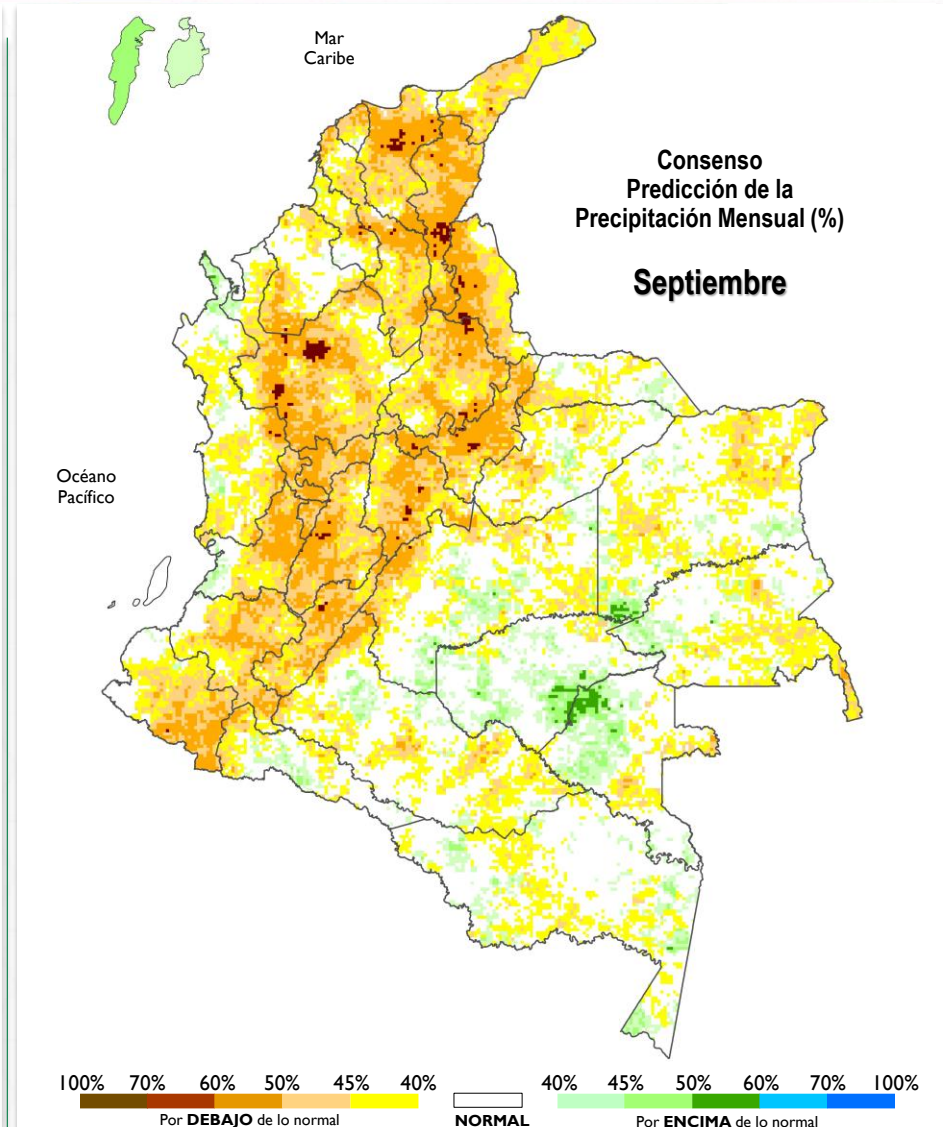 Mar
Caribe
Consenso
Predicción de la
Precipitación Mensual (%)
Septiembre
Océano
Pacífico
100% 70% 60% 50% 45% 40% 40% 45% 50% 60% 70% 100%
Por DEBAJO de lo normal NORMAL Por ENCIMA de lo normal